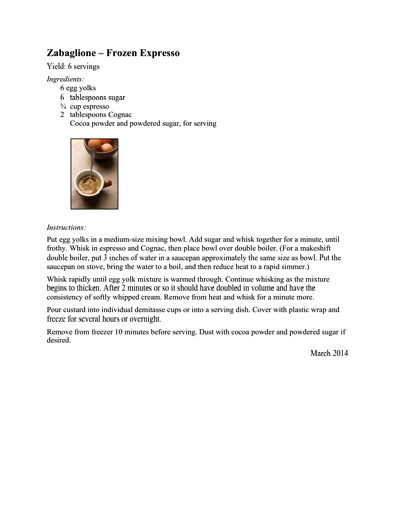 Zabaglione – Frozen Expresso
Yield: 6 servings
Ingredients:
6 egg yolks
6 tablespoons sugar
¾ cup espresso
2 tablespoons Cognac
Cocoa powder and powdered sugar, for serving
Instructions:
Put egg yolks in a medium-size mixing bowl. Add sugar and whisk together for a minute, until
frothy. Whisk in espresso and Cognac, then place bowl over double boiler. (For a makeshift
double boiler, put 3 inches of water in a saucepan approximately the same size as bowl. Put the
saucepan on stove, bring the water to a boil, and then reduce heat to a rapid simmer.)
Whisk rapidly until egg yolk mixture is warmed through. Continue whisking as the mixture
begins to thicken. After 2 minutes or so it should have doubled in volume and have the
consistency of softly whipped cream. Remove from heat and whisk for a minute more.
Pour custard into individual demitasse cups or into a serving dish. Cover with plastic wrap and
freeze for several hours or overnight.
Remove from freezer 10 minutes before serving. Dust with cocoa powder and powdered sugar if
desired.
March 2014